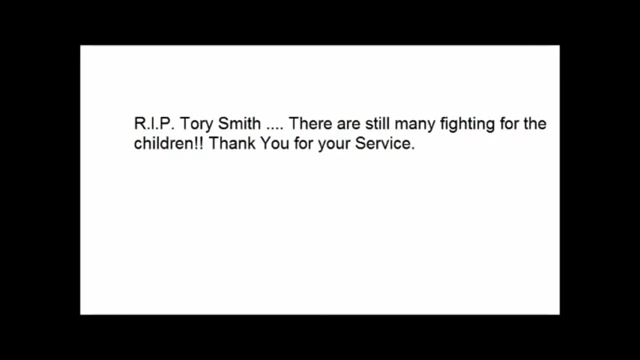 R.I.P. Tory Smith .... There are still many fighting for the
children!! Thank You for your Service.